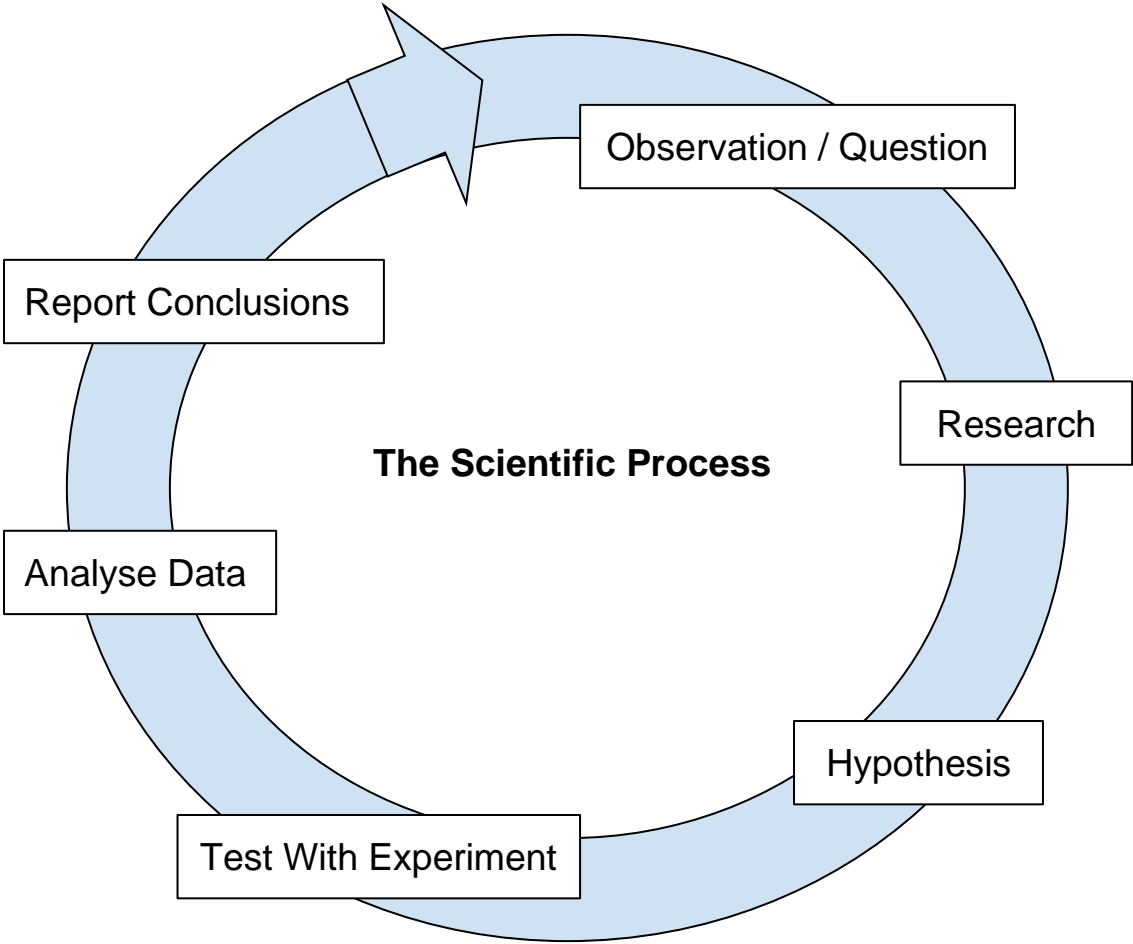 Observation / Question
Research
Hypothesis
Test With Experiment
Analyse Data
Report Conclusions
The Scientific Process